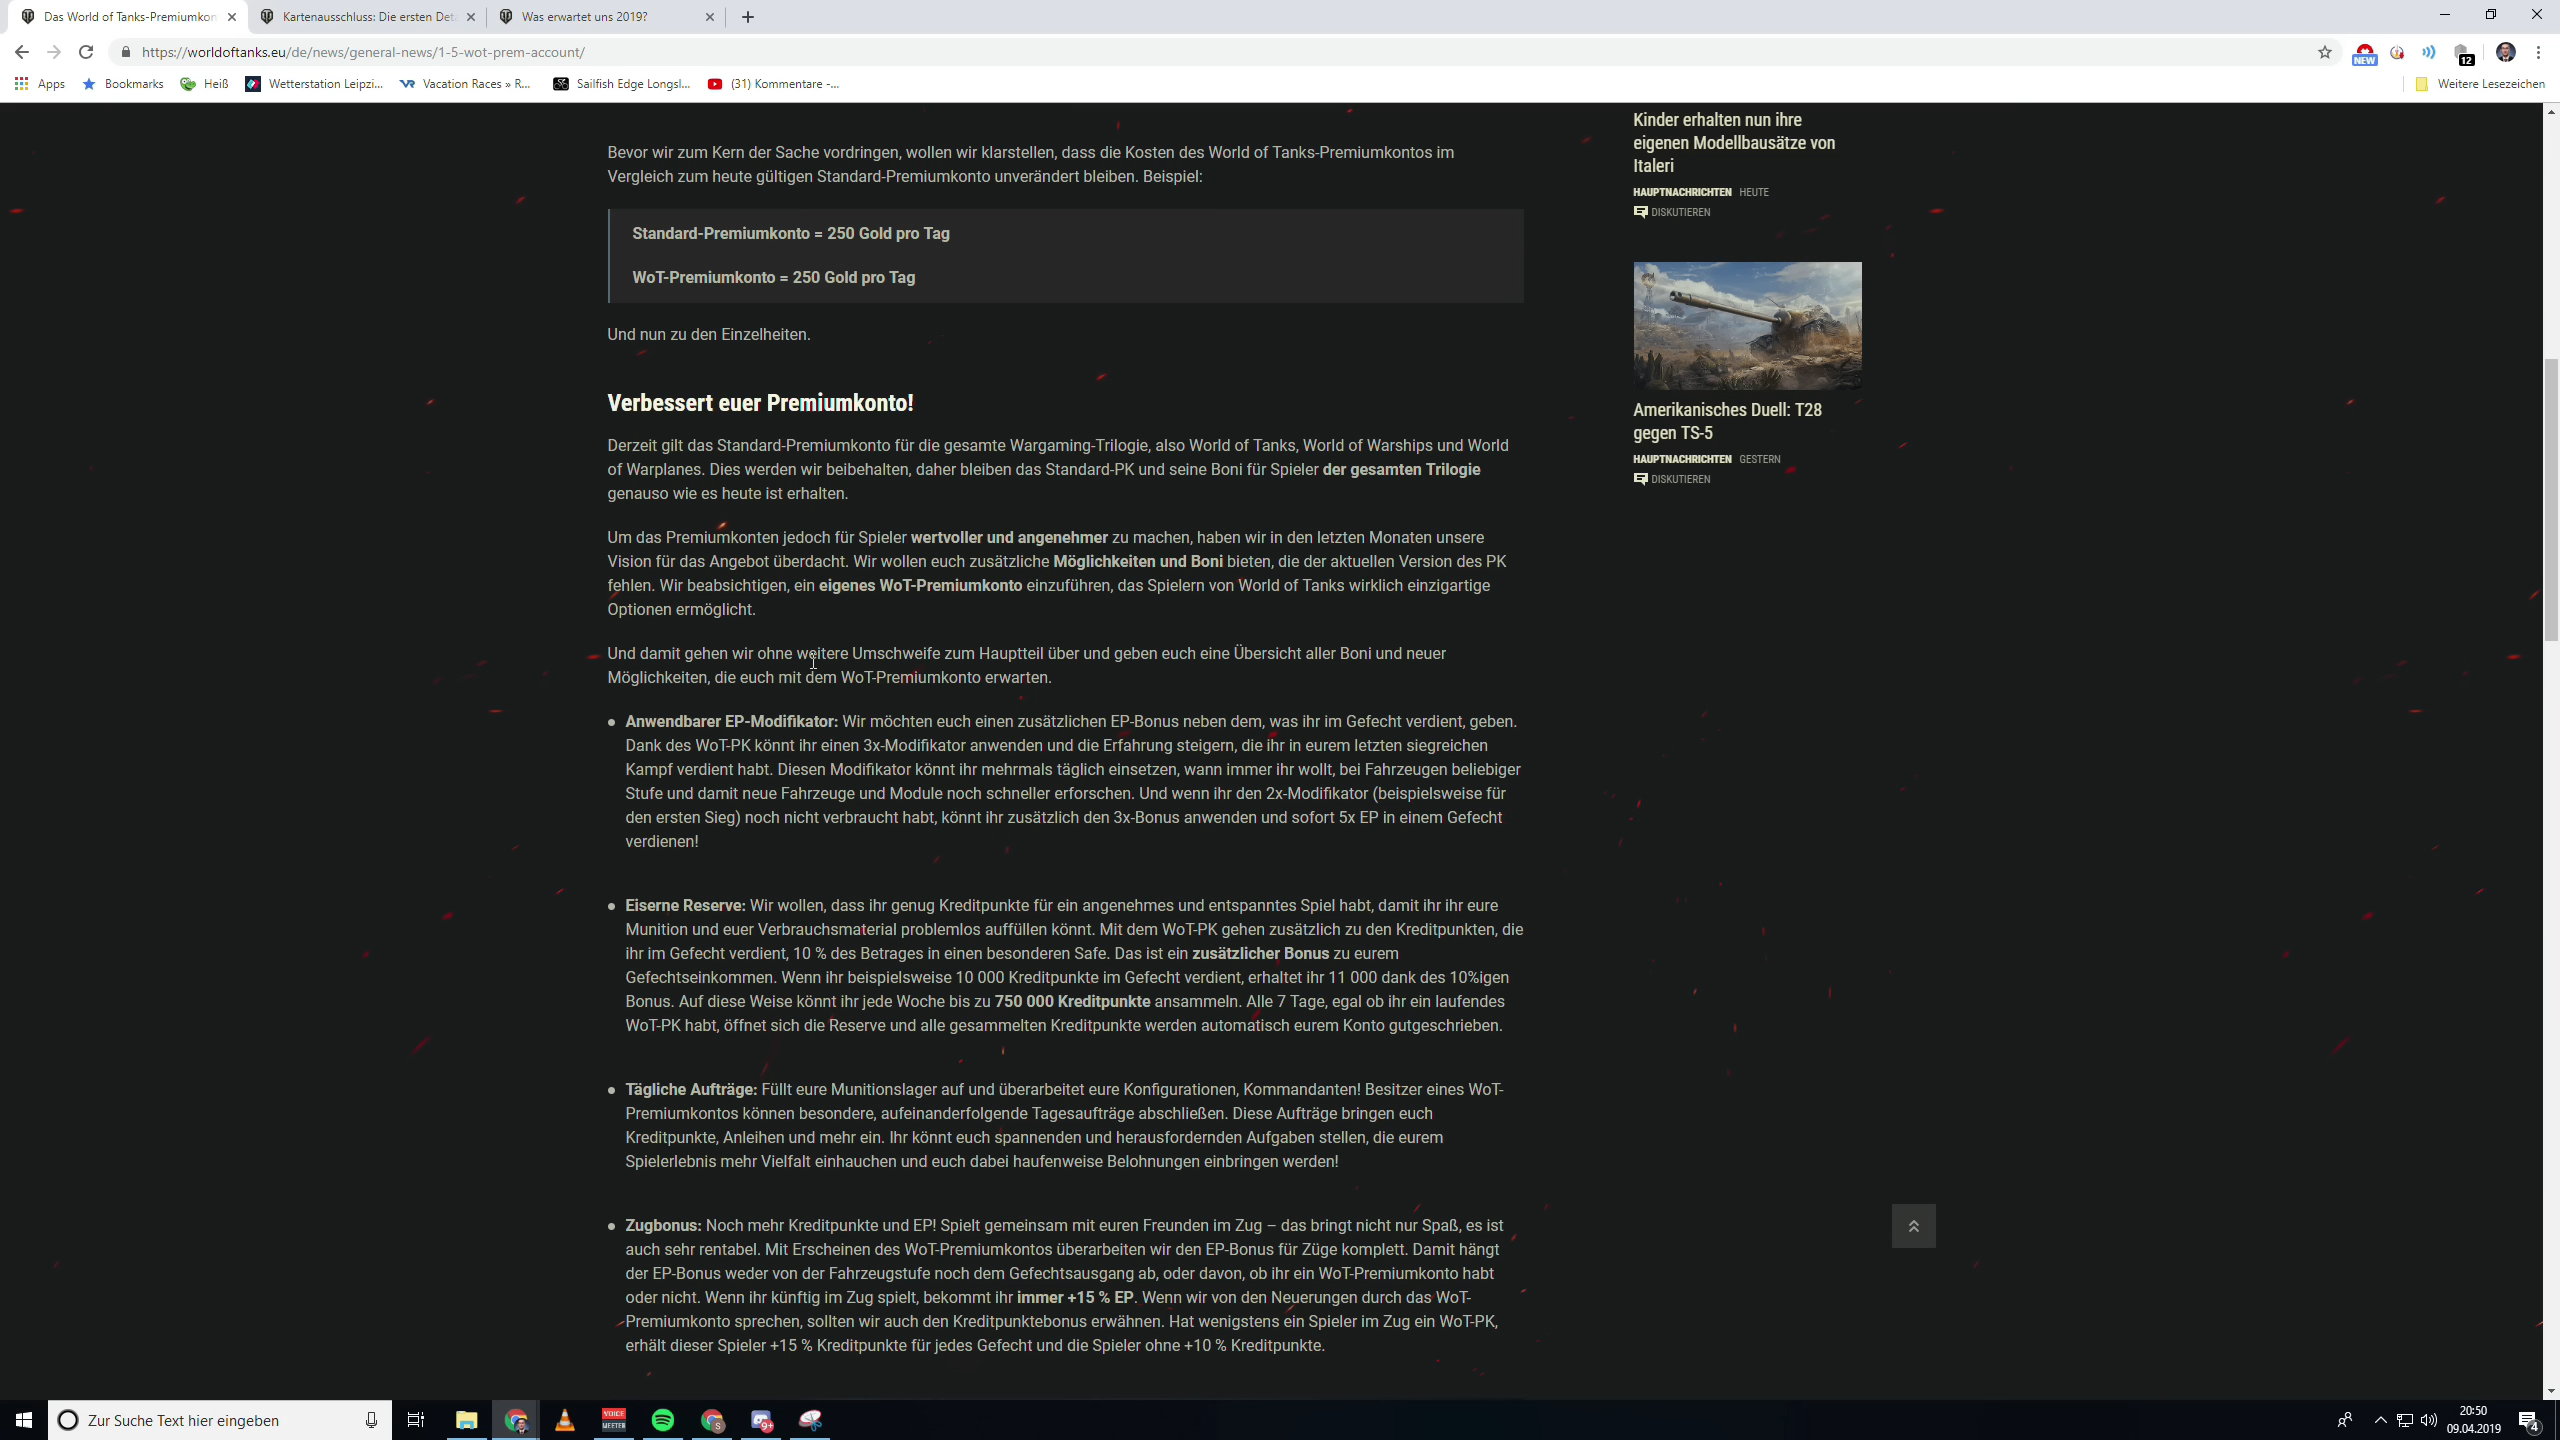 Das World of Tanks-Premiumkon
Kartenausschluss: Die ersten Det
Was erwartet uns 2019?
https://worldoftanks.eu/de/news/general-news/1-5-wot-prem-account/
NEW
12
Apps
Bookmarks
Heiß
Wetterstation Leipzi...
Vacation Races » R...
Sailfish Edge Longsl...
(31) Kommentare -...
Weitere Lesezeichen
Bevor wir zum Kern der Sache vordringen, wollen wir klarstellen, dass die Kosten des World of Tanks-Premiumkontos im
Vergleich zum heute gültigen Standard-Premiumkonto unverändert bleiben. Beispiel:
Standard-Premiumkonto = 250 Gold pro Tag
WoT-Premiumkonto = 250 Gold pro Tag
Und nun zu den Einzelheiten.
Verbessert euer Premiumkonto!
Derzeit gilt das Standard-Premiumkonto für die gesamte Wargaming-Trilogie, also World of Tanks, World of Warships und World
of Warplanes. Dies werden wir beibehalten, daher bleiben das Standard-PK und seine Boni für Spieler der gesamten Trilogie
genauso wie es heute ist erhalten.
Um das Premiumkonten jedoch für Spieler wertvoller und angenehmer zu machen, haben wir in den letzten Monaten unsere
Vision für das Angebot überdacht. Wir wollen euch zusätzliche Möglichkeiten und Boni bieten, die der aktuellen Version des PK
fehlen. Wir beabsichtigen, ein eigenes WoT-Premiumkonto einzuführen, das Spielern von World of Tanks wirklich einzigartige
Optionen ermöglicht.
Und damit gehen wir ohne weitere Umschweife zum Hauptteil über und geben euch eine Übersicht aller Boni und neuer
Möglichkeiten, die euch mit dem WoT-Premiumkonto erwarten.
Anwendbarer EP-Modifikator: Wir möchten euch einen zusätzlichen EP-Bonus neben dem, was ihr im Gefecht verdient, geben.
Dank des WoT-PK könnt ihr einen 3x-Modifikator anwenden und die Erfahrung steigern, die ihr in eurem letzten siegreichen
Kampf verdient habt. Diesen Modifikator könnt ihr mehrmals täglich einsetzen, wann immer ihr wollt, bei Fahrzeugen beliebiger
Stufe und damit neue Fahrzeuge und Module noch schneller erforschen. Und wenn ihr den 2x-Modifikator (beispielsweise für
den ersten Sieg) noch nicht verbraucht habt, könnt ihr zusätzlich den 3x-Bonus anwenden und sofort 5x EP in einem Gefecht
verdienen!
Eiserne Reserve: Wir wollen, dass ihr genug Kreditpunkte für ein angenehmes und entspanntes Spiel habt, damit ihr ihr eure
Munition und euer Verbrauchsmaterial problemlos auffüllen könnt. Mit dem WoT-PK gehen zusätzlich zu den Kreditpunkten, die
ihr im Gefecht verdient, 10 % des Betrages in einen besonderen Safe. Das ist ein zusätzlicher Bonus zu eurem
Gefechtseinkommen. Wenn ihr beispielsweise 10 000 Kreditpunkte im Gefecht verdient, erhaltet ihr 11 000 dank des 10%igen
Bonus. Auf diese Weise könnt ihr jede Woche bis zu 750 000 Kreditpunkte ansammeln. Alle 7 Tage, egal ob ihr ein laufendes
WoT-PK habt, öffnet sich die Reserve und alle gesammelten Kreditpunkte werden automatisch eurem Konto gutgeschrieben.
Tägliche Aufträge: Füllt eure Munitionslager auf und überarbeitet eure Konfigurationen, Kommandanten! Besitzer eines WoT-
Premiumkontos können besondere, aufeinanderfolgende Tagesaufträge abschließen. Diese Aufträge bringen euch
Kreditpunkte, Anleihen und mehr ein. Ihr könnt euch spannenden und herausfordernden Aufgaben stellen, die eurem
Spielerlebnis mehr Vielfalt einhauchen und euch dabei haufenweise Belohnungen einbringen werden!
Zugbonus: Noch mehr Kreditpunkte und EP! Spielt gemeinsam mit euren Freunden im Zug – das bringt nicht nur Spaß, es ist
auch sehr rentabel. Mit Erscheinen des WoT-Premiumkontos überarbeiten wir den EP-Bonus für Züge komplett. Damit hängt
der EP-Bonus weder von der Fahrzeugstufe noch dem Gefechtsausgang ab, oder davon, ob ihr ein WoT-Premiumkonto habt
oder nicht. Wenn ihr künftig im Zug spielt, bekommt ihr immer +15 % EP. Wenn wir von den Neuerungen durch das WoT-
Premiumkonto sprechen, sollten wir auch den Kreditpunktebonus erwähnen. Hat wenigstens ein Spieler im Zug ein WoT-PK,
erhält dieser Spieler +15 % Kreditpunkte für jedes Gefecht und die Spieler ohne +10 % Kreditpunkte.
Kinder erhalten nun ihre
eigenen Modellbausätze von
Italeri
HAUPTNACHRICHTEN HEUTE
DISKUTIEREN
Amerikanisches Duell: T28
gegen TS-5
HAUPTNACHRICHTEN GESTERN
DISKUTIEREN
Zur Suche Text hier eingeben
VOICE
MEETER
S
9+
20:50
09.04.2019
4